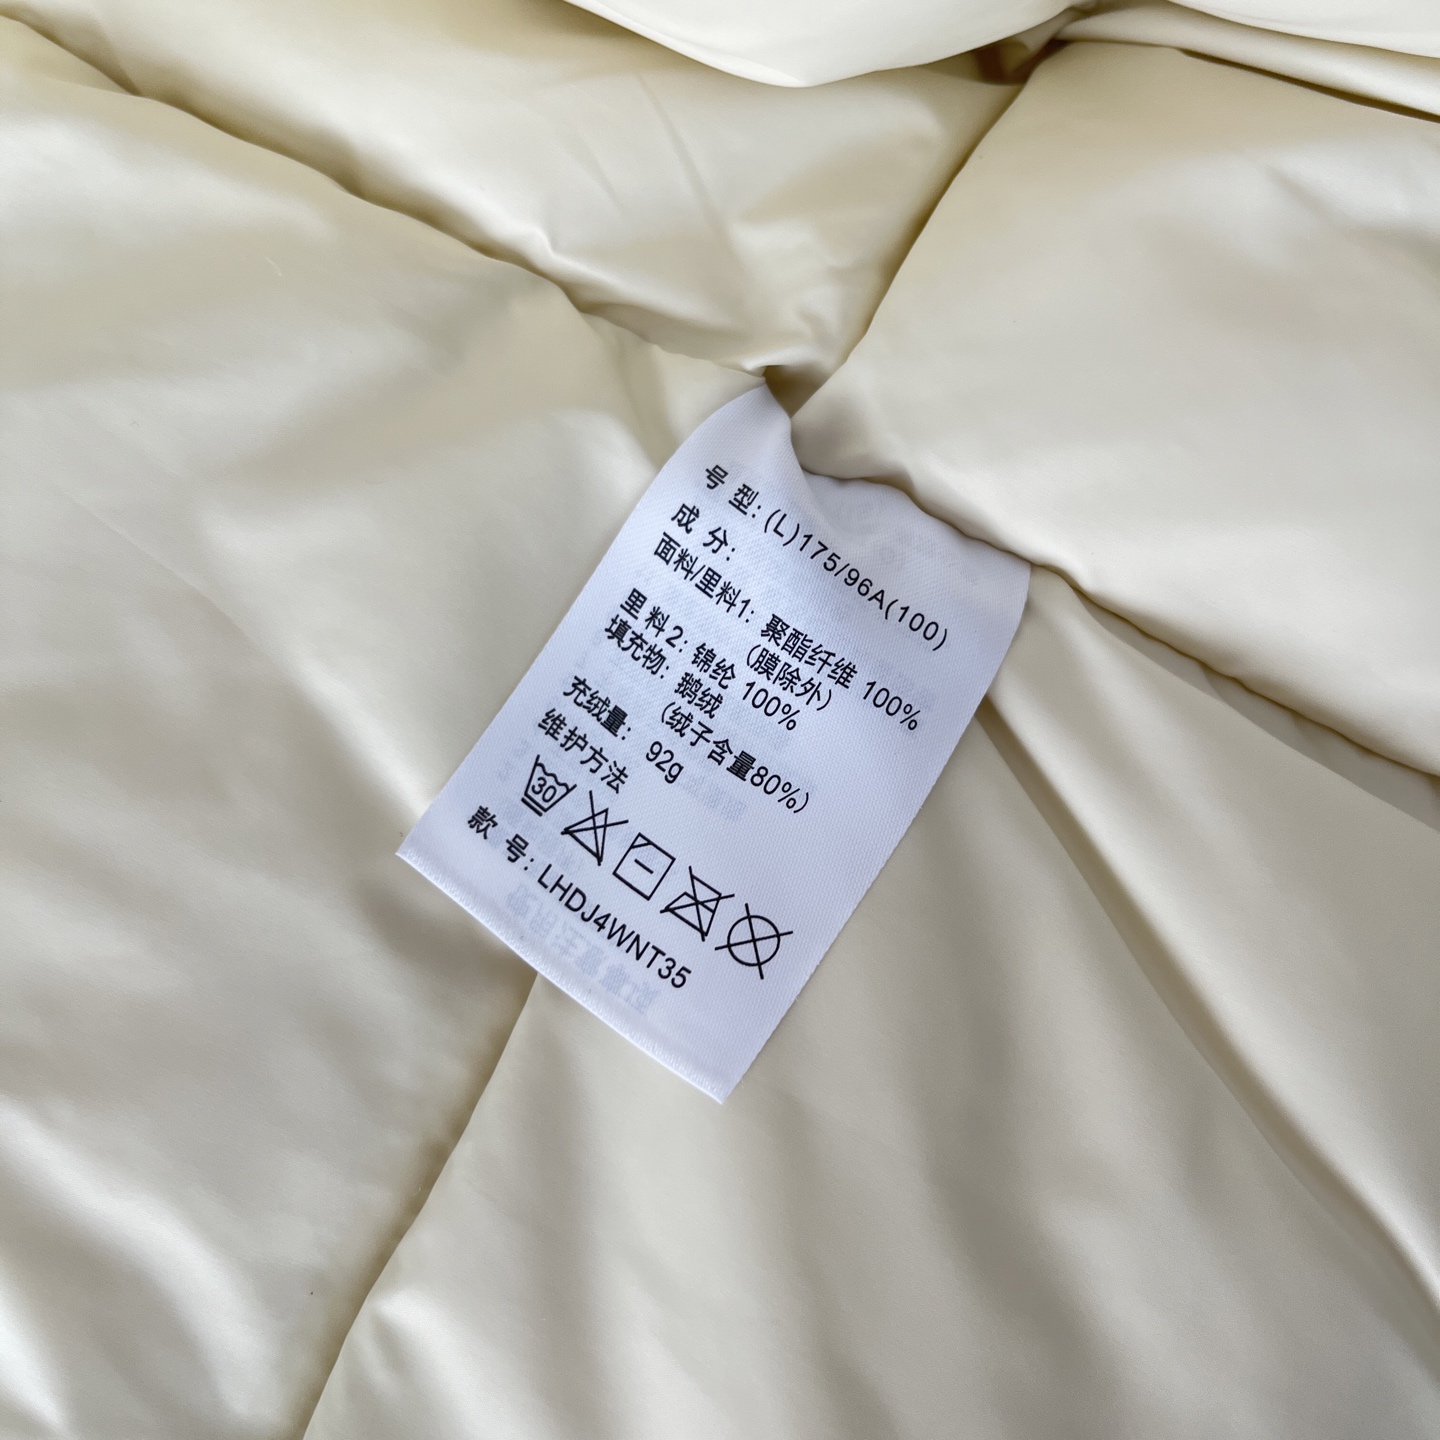 号 型: (L)175/96A(100)
成 分:
面料/里料1: 聚酯纤维 100%
(膜除外)
里 料 2: 锦纶 100%
填充物: 鹅绒
(绒子含量80%)
充绒量: 92g
维护方法
30
款 号: LHDJ4WNT35